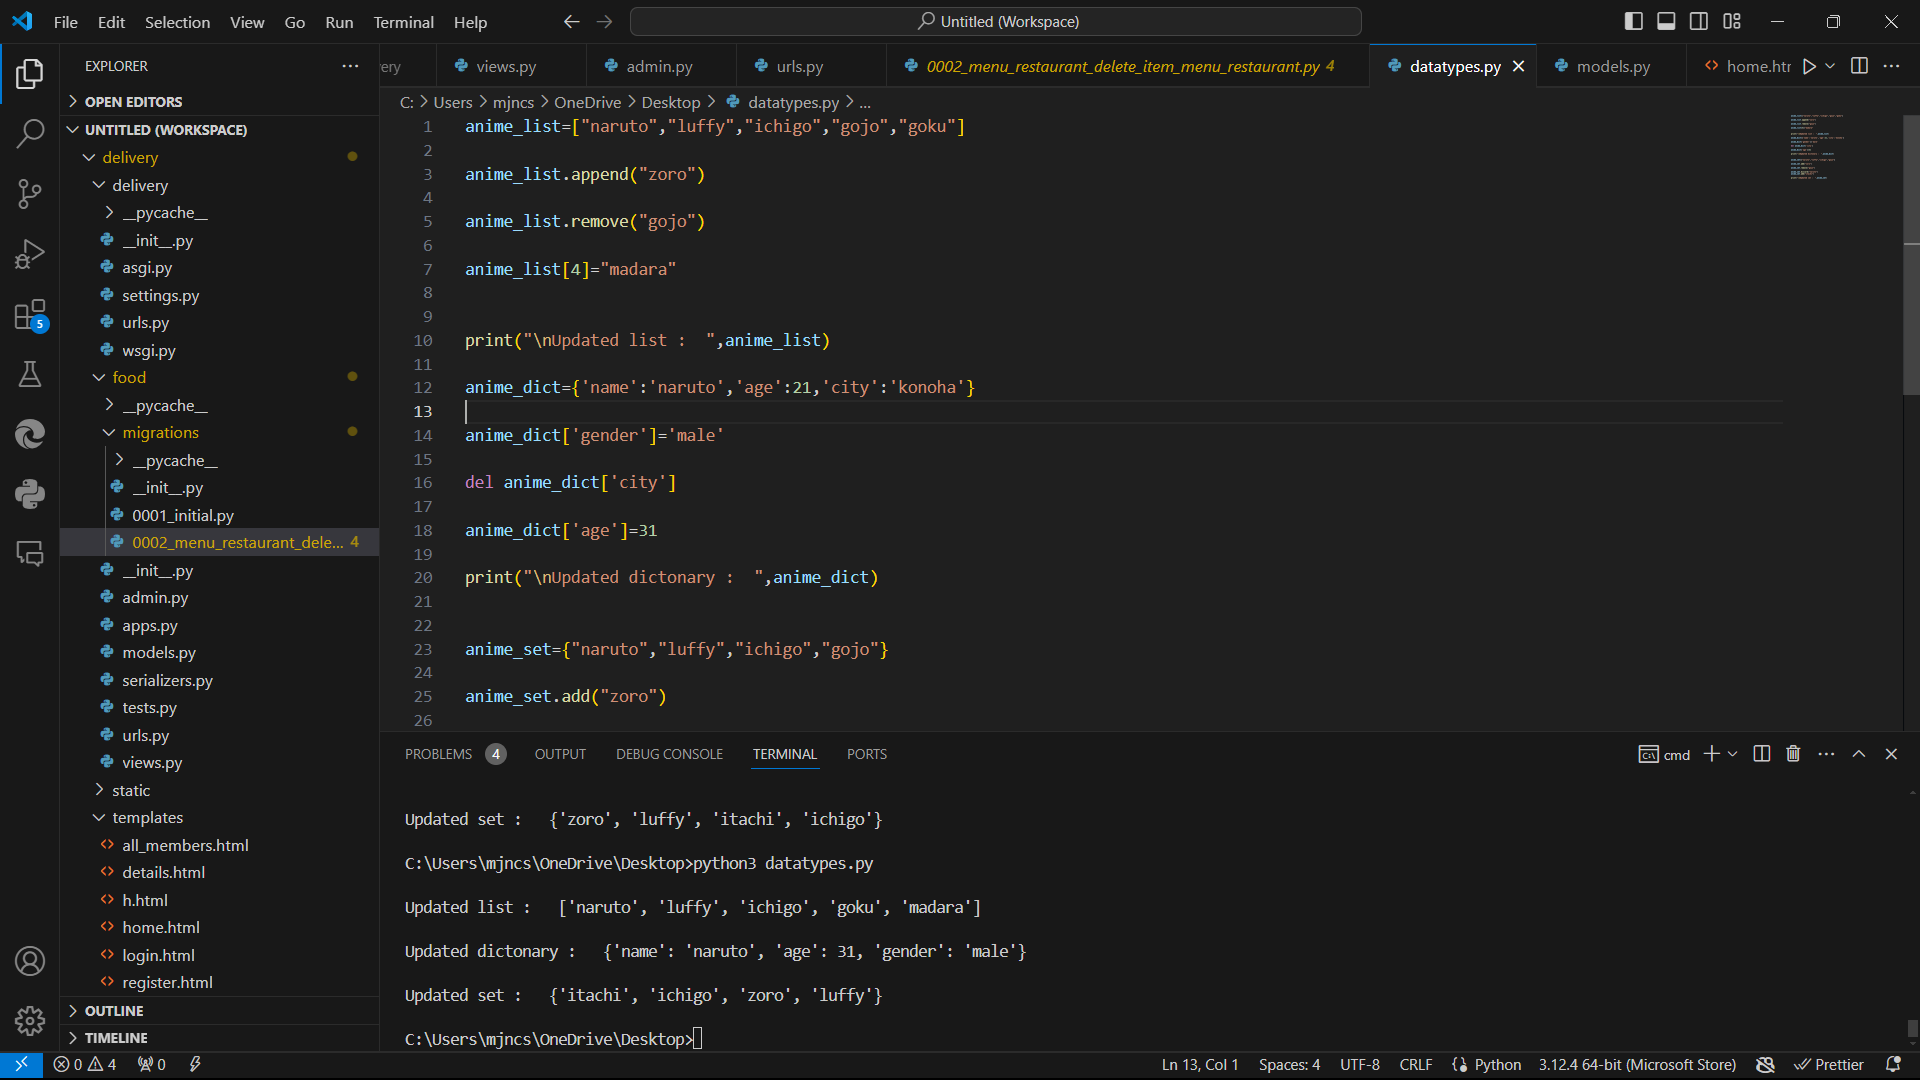 File Edit Selection View Go Run Terminal Help
Untitled (Workspace)
EXPLORER
ery
views.py
admin.py
urls.py
0002_menu_restaurant_delete_item_menu_restaurant.py 4
datatypes.py
models.py
home.htr
OPEN EDITORS
UNTITLED (WORKSPACE)
delivery
delivery
__pycache__
__init__.py
asgi.py
settings.py
urls.py
wsgi.py
food
__pycache__
migrations
__pycache__
__init__.py
0001_initial.py
0002_menu_restaurant_dele... 4
__init__.py
admin.py
apps.py
models.py
serializers.py
tests.py
urls.py
views.py
static
templates
all_members.html
details.html
h.html
home.html
login.html
register.html
OUTLINE
TIMELINE
5
C: > Users > mjncs > OneDrive > Desktop > datatypes.py > ...
1 anime_list=["naruto","luffy","ichigo","gojo","goku"]
2
3 anime_list.append("zoro")
4
5 anime_list.remove("gojo")
6
7 anime_list[4]="madara"
8
9
10 print("\nUpdated list :  ",anime_list)
11
12 anime_dict={'name':'naruto','age':21,'city':'konoha'}
13
14 anime_dict['gender']='male'
15
16 del anime_dict['city']
17
18 anime_dict['age']=31
19
20 print("\nUpdated dictonary :  ",anime_dict)
21
22
23 anime_set={"naruto","luffy","ichigo","gojo"}
24
25 anime_set.add("zoro")
26
PROBLEMS 4 OUTPUT DEBUG CONSOLE TERMINAL PORTS
cmd
Updated set :   {'zoro', 'luffy', 'itachi', 'ichigo'}
C:\Users\mjncs\OneDrive\Desktop>python3 datatypes.py
Updated list :   ['naruto', 'luffy', 'ichigo', 'goku', 'madara']
Updated dictonary :   {'name': 'naruto', 'age': 31, 'gender': 'male'}
Updated set :   {'itachi', 'ichigo', 'zoro', 'luffy'}
C:\Users\mjncs\OneDrive\Desktop>
0 4 0
Ln 13, Col 1 Spaces: 4 UTF-8 CRLF Python 3.12.4 64-bit (Microsoft Store) Prettier